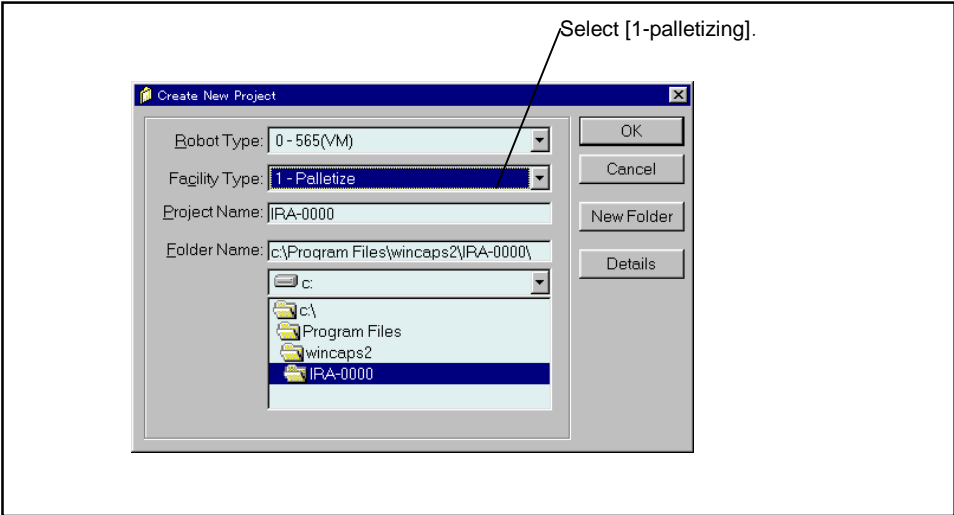 Select [1-palletizing].
Create New Project
Robot Type: 0 - 565(VM)
OK
Facility Type: 1 - Palletize
Cancel
Project Name: IRA-0000
New Folder
Folder Name: c:\Program Files\wincaps2\IRA-0000\
Details
c:
c:\
Program Files
wincaps2
IRA-0000